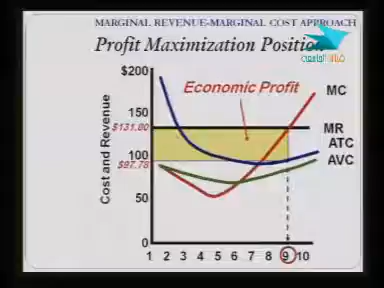 MARGINAL REVENUE-MARGINAL COST APPROACH
Profit Maximization Position
$200
Economic Profit
MC
150
$131.00
MR
ATC
100
$97.78
AVC
Cost and Revenue
50
0
1 2 3 4 5 6 7 8 9 10